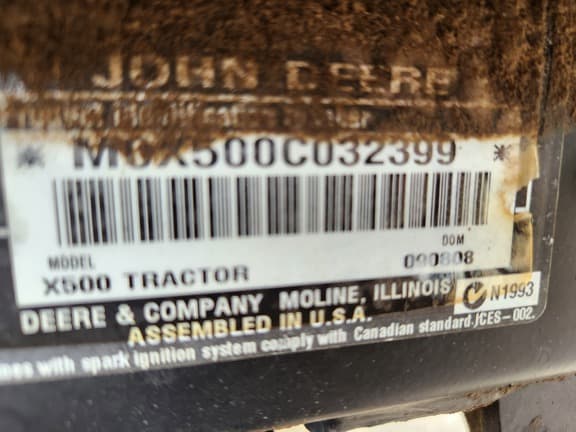 JOHN DEERE
* M0X500C032399 *
MODEL
DOM
X500 TRACTOR
090808
DEERE & COMPANY MOLINE, ILLINOIS
N1993
ASSEMBLED IN U.S.A.
with spark ignition system comply with Canadian standard JCES-002.